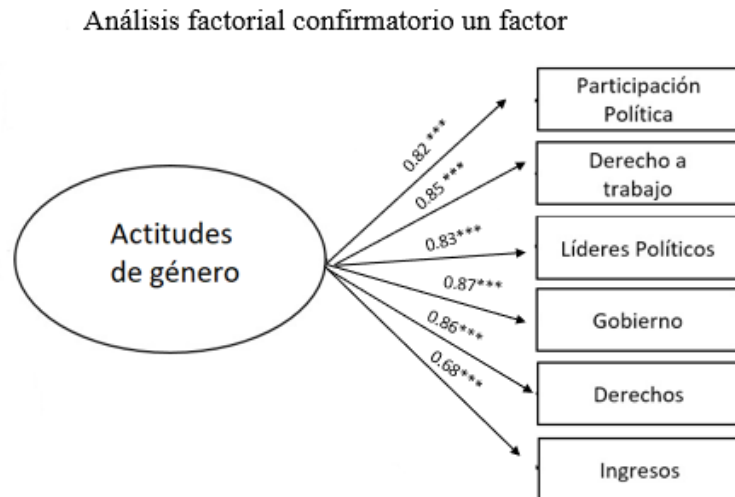 Análisis factorial confirmatorio un factor
Actitudes
de género
0.82***
0.85***
0.83***
0.87***
0.86***
0.68***
Participación
Política
Derecho a
trabajo
Líderes Políticos
Gobierno
Derechos
Ingresos